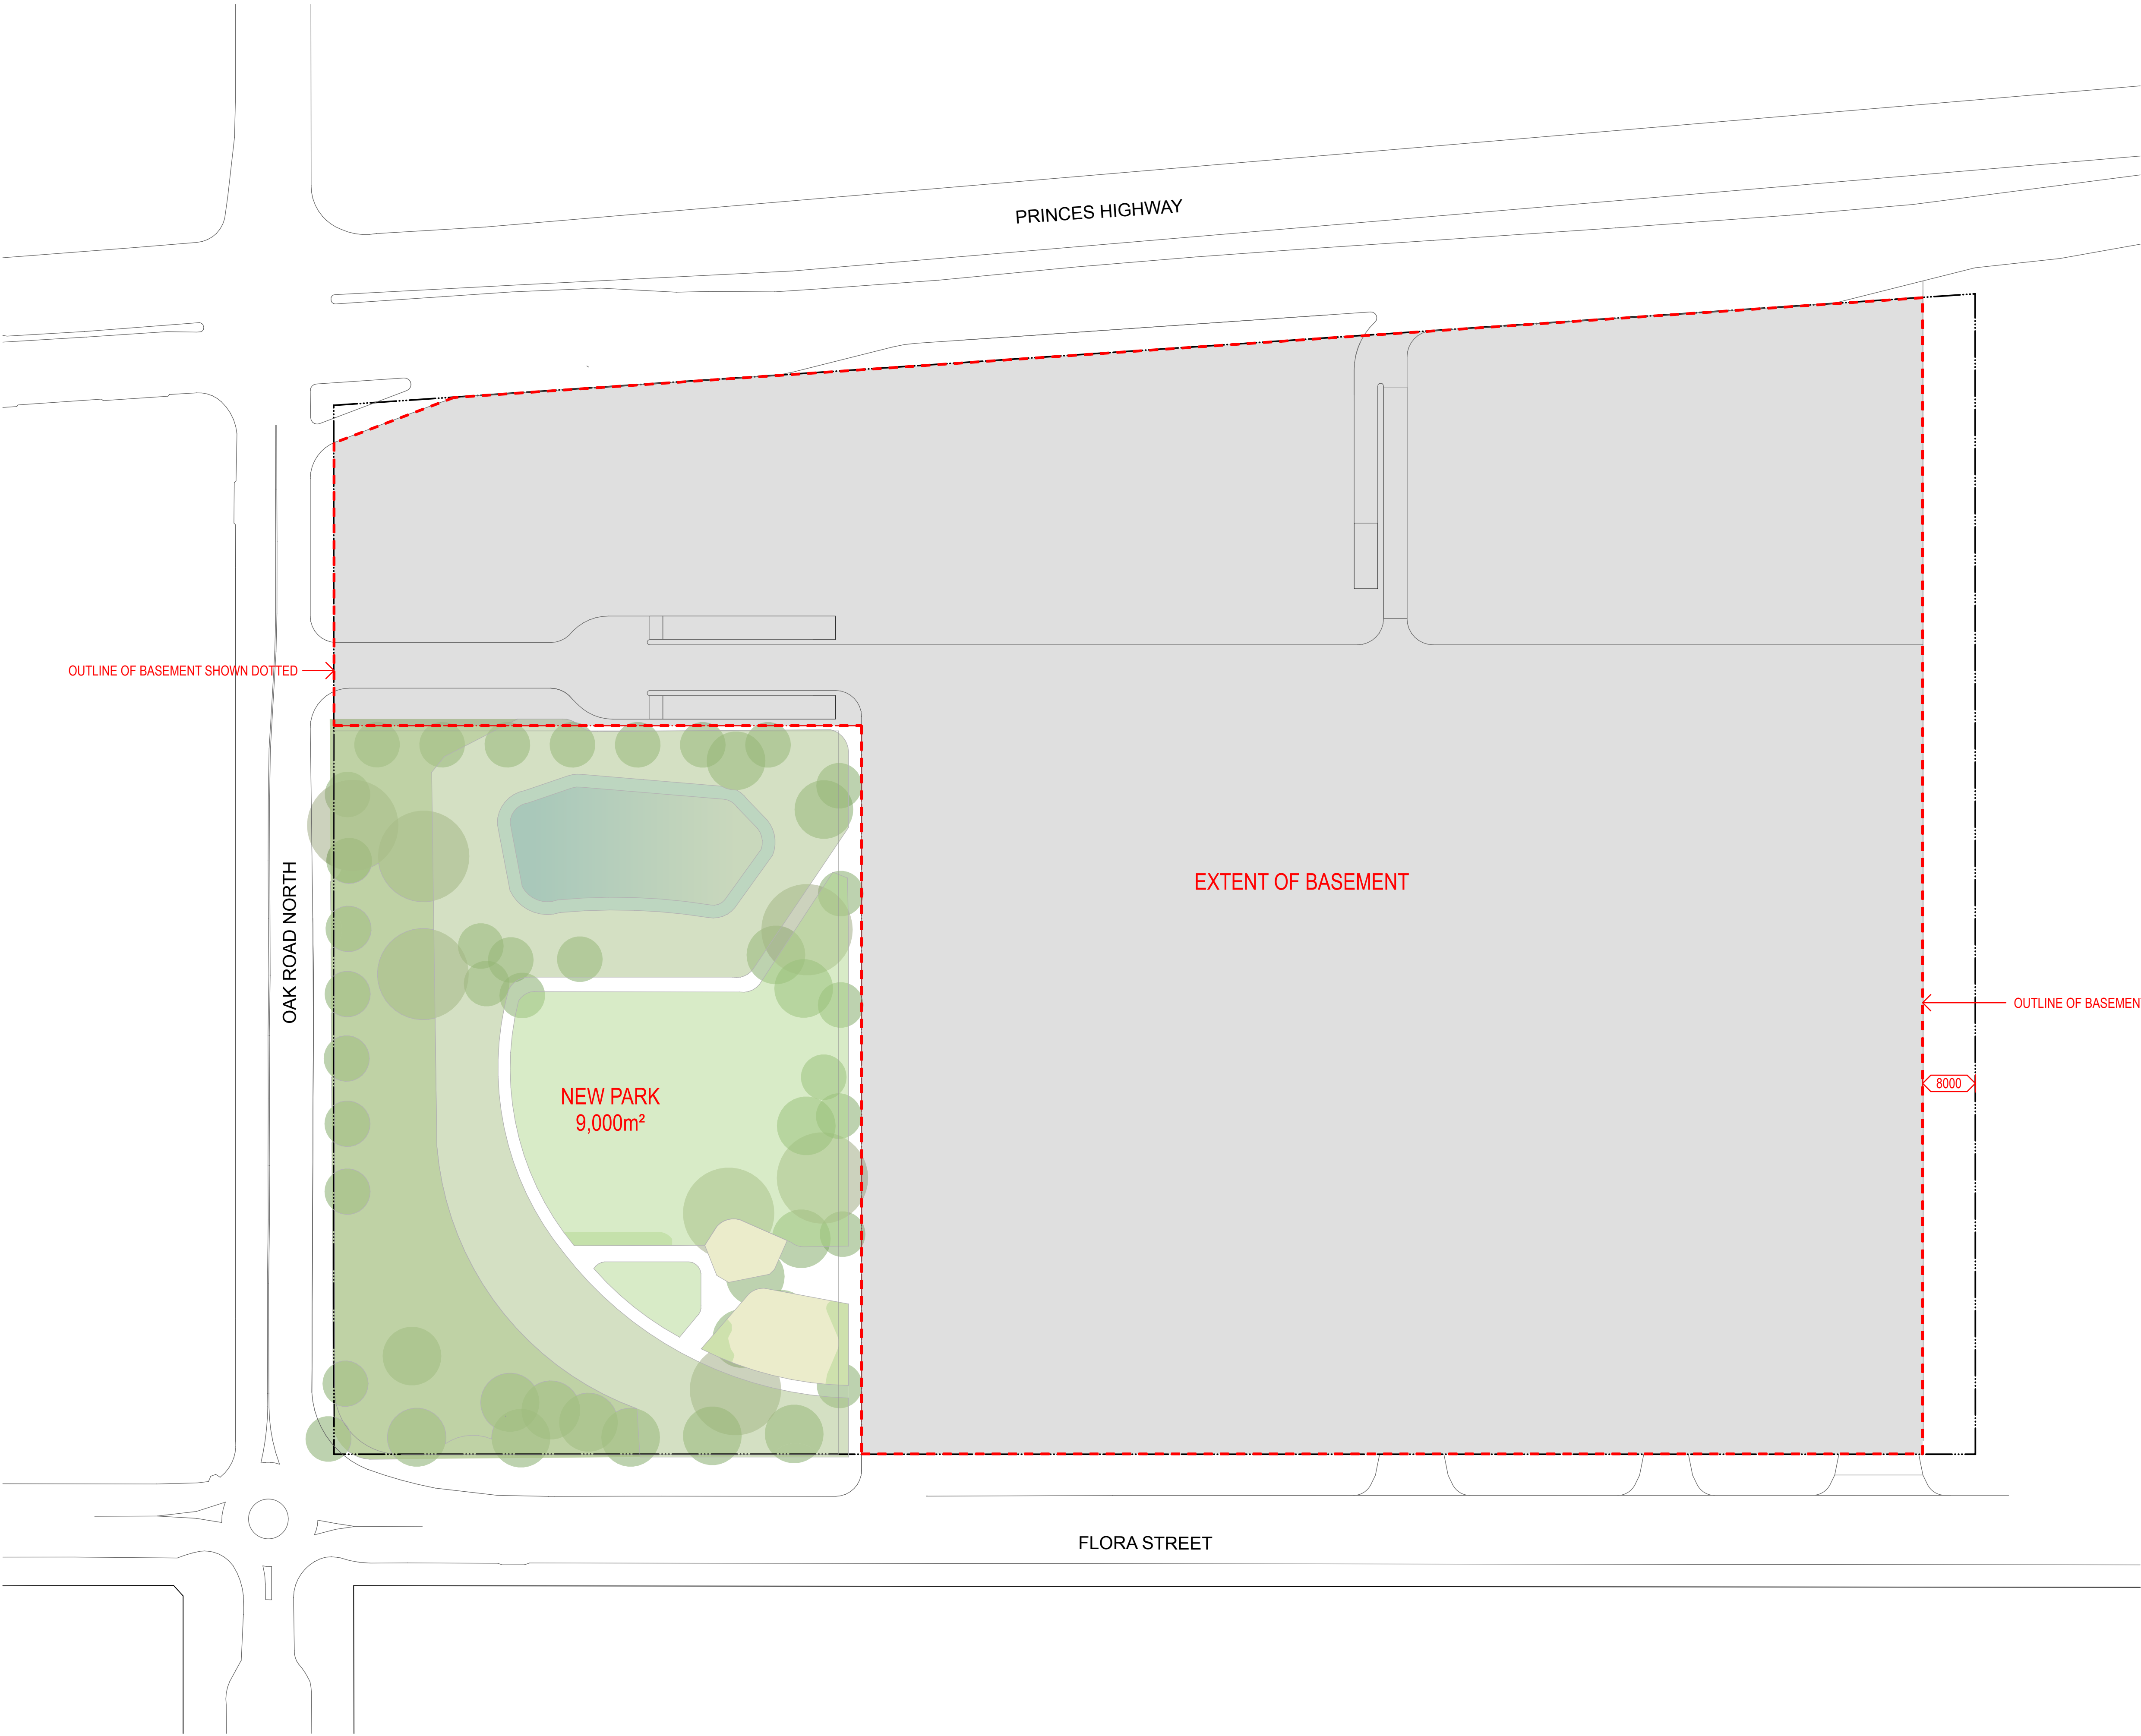 PRINCES HIGHWAY
OUTLINE OF BASEMENT SHOWN DOTTED
EXTENT OF BASEMENT
OAK ROAD NORTH
OUTLINE OF BASEMEN
8000
NEW PARK
9,000m²
FLORA STREET